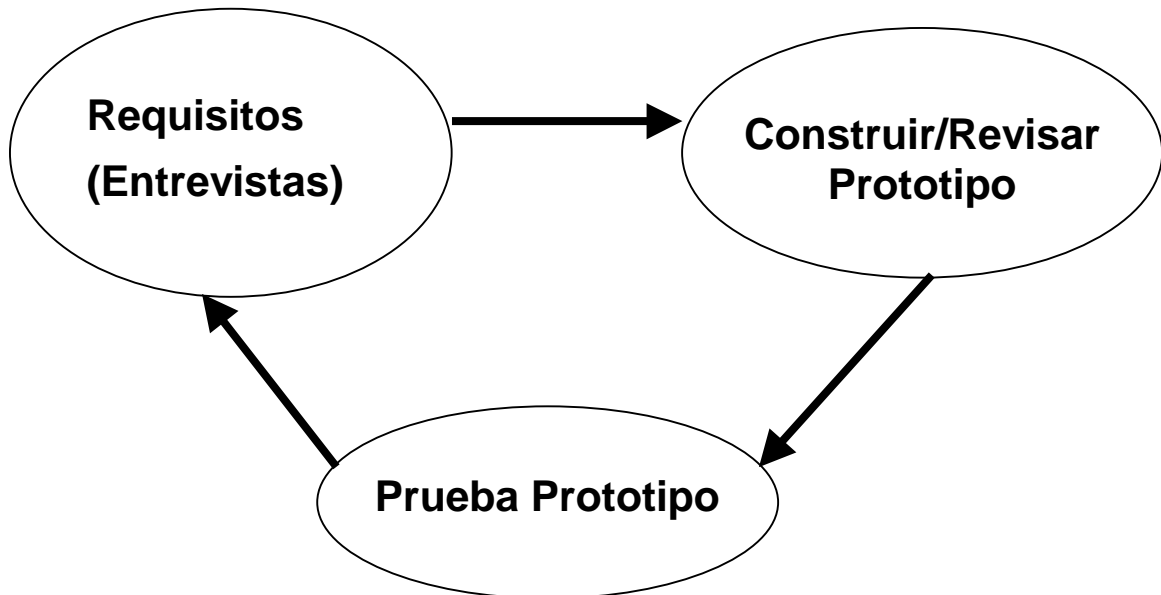 Requisitos
(Entrevistas)
Construir/Revisar
Prototipo
Prueba Prototipo